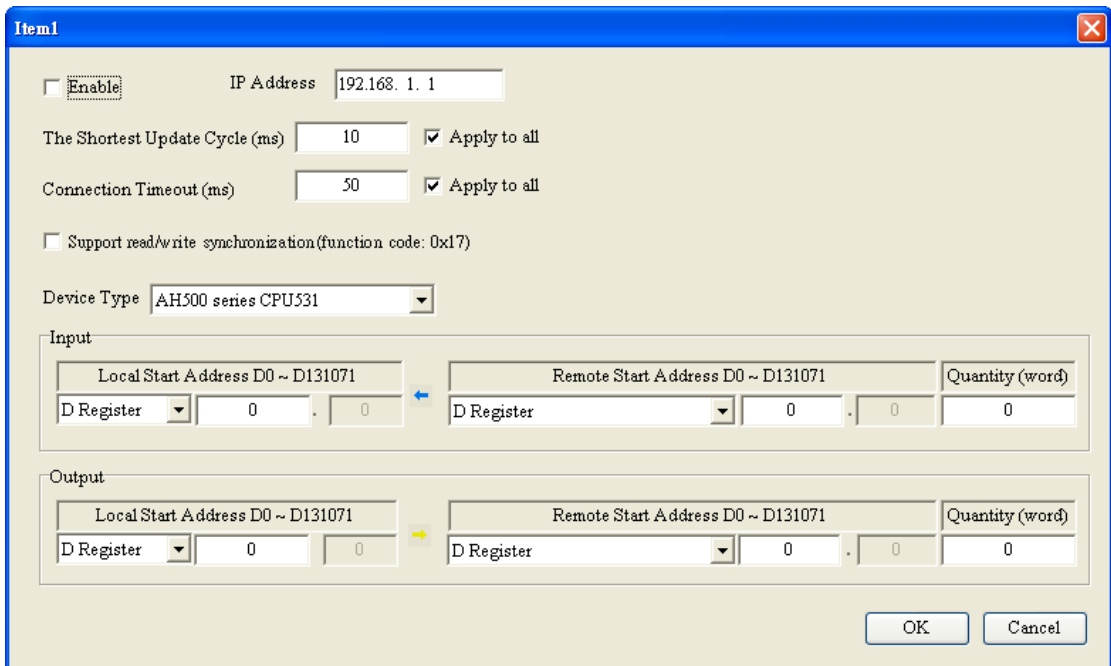 Item1
Enable IP Address 192.168. 1. 1
The Shortest Update Cycle (ms) 10 Apply to all
Connection Timeout (ms) 50 Apply to all
Support read/write synchronization(function code: 0x17)
Device Type AH500 series CPU531
Input
Local Start Address D0 ~ D131071 Remote Start Address D0 ~ D131071 Quantity (word)
D Register 0 . 0 D Register 0 . 0 0
Output
Local Start Address D0 ~ D131071 Remote Start Address D0 ~ D131071 Quantity (word)
D Register 0 0 D Register 0 . 0 0
OK Cancel